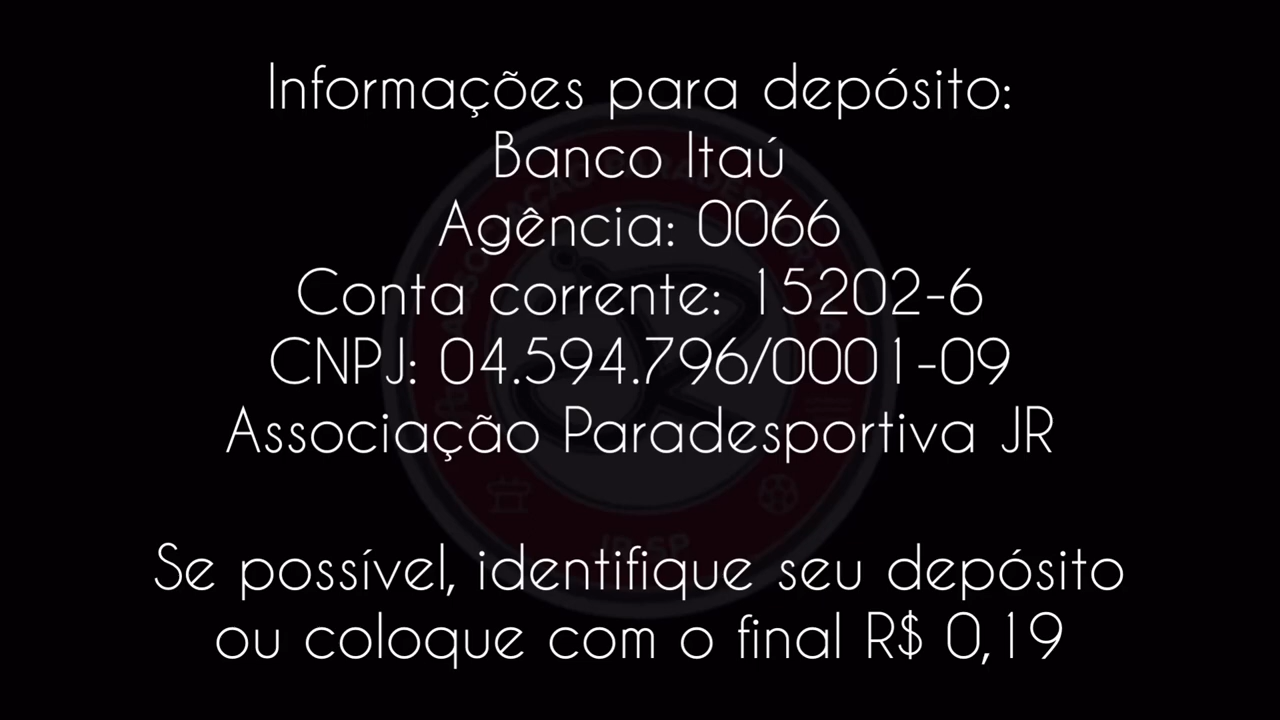 Informações para depósito:
Banco Itaú
Agência: 0066
Conta corrente: 15202-6
CNPJ: 04.594.796/0001-09
Associação Paradesportiva JR
Se possível, identifique seu depósito
ou coloque com o final R$ 0,19